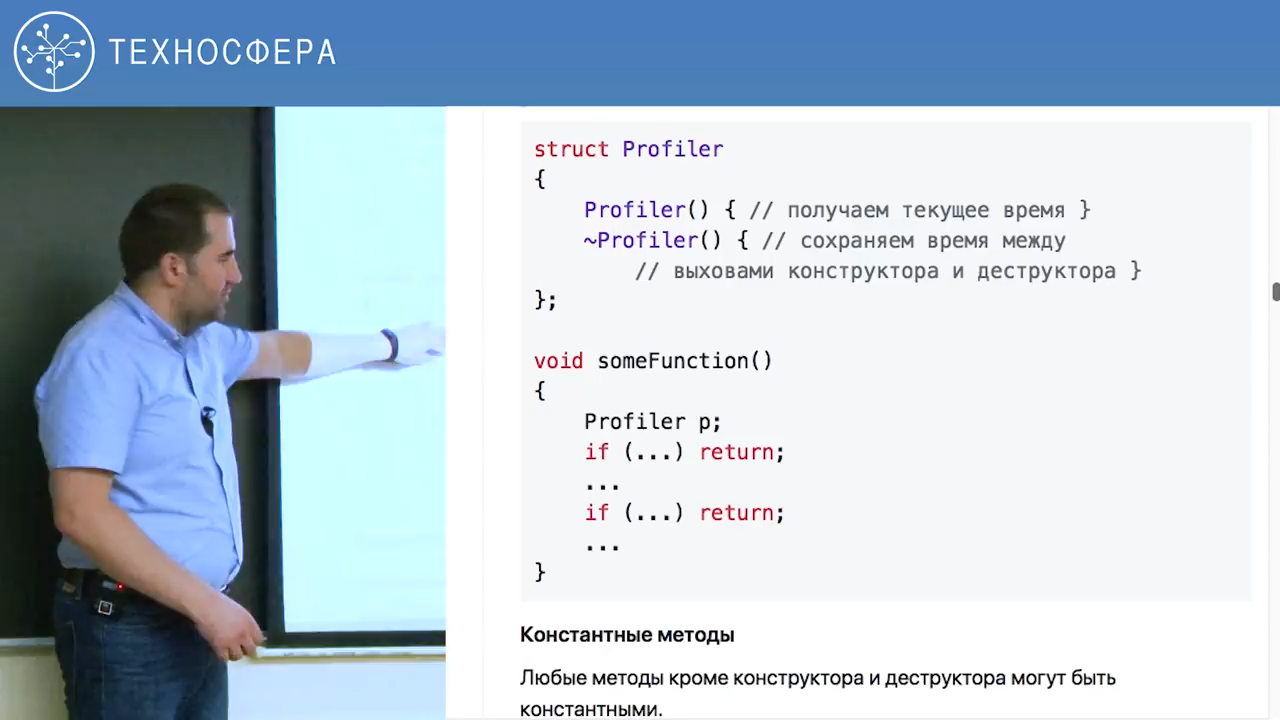 ТЕХНОСФЕРА
struct Profiler
{
    Profiler() { // получаем текущее время }
    ~Profiler() { // сохраняем время между
        // выховами конструктора и деструктора }
};
void someFunction()
{
    Profiler p;
    if (...) return;
    ...
    if (...) return;
    ...
}
Константные методы
Любые методы кроме конструктора и деструктора могут быть
константными.